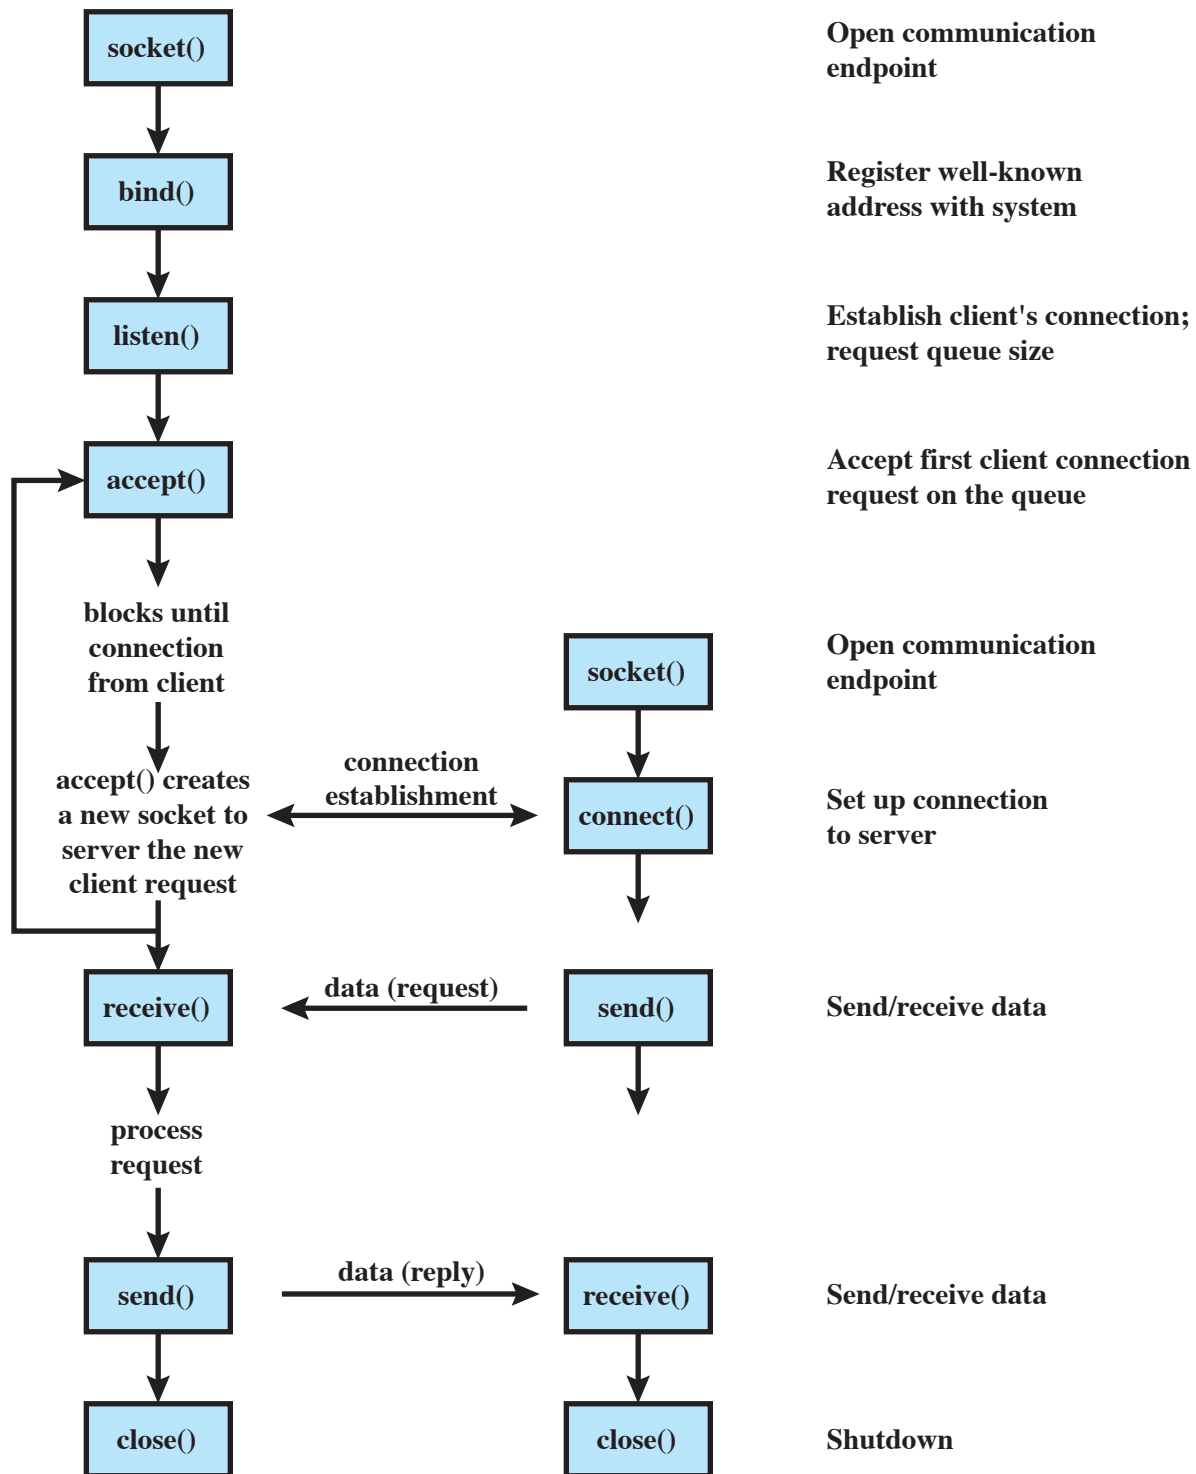 socket()
Open communication
endpoint
bind()
Register well-known
address with system
listen()
Establish client's connection;
request queue size
accept()
Accept first client connection
request on the queue
blocks until
connection
from client
socket()
Open communication
endpoint
accept() creates
a new socket to
server the new
client request
connection
establishment
connect()
Set up connection
to server
receive()
data (request)
send()
Send/receive data
process
request
send()
data (reply)
receive()
Send/receive data
close()
close()
Shutdown